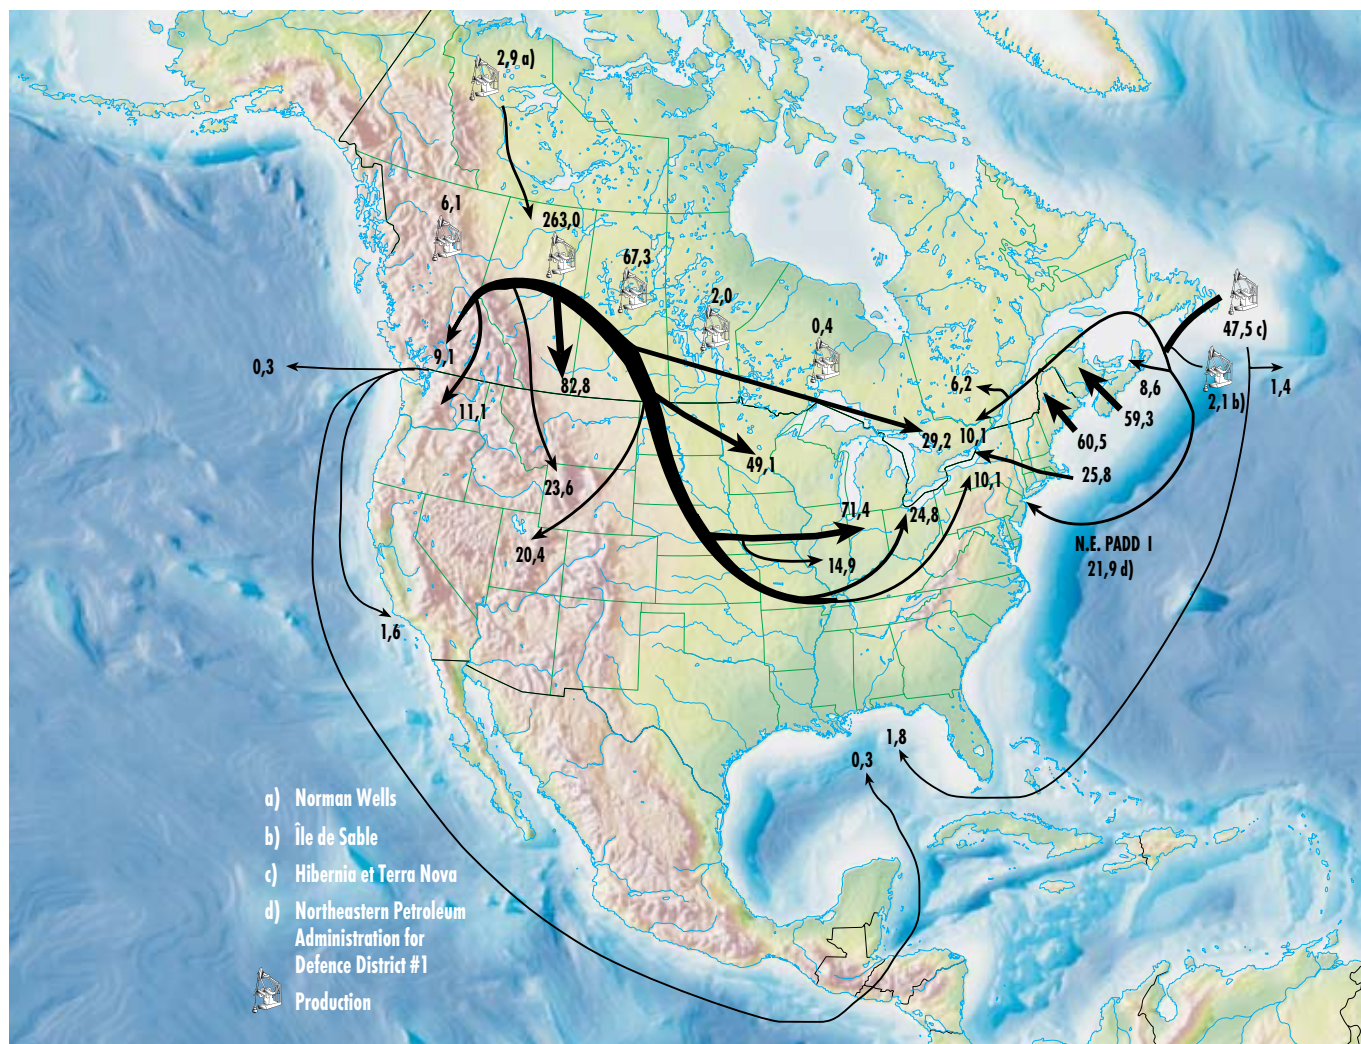 2,9 a)
6,1
263,0
67,3
2,0
0,4
47,5 c)
2,1 b)
1,4
8,6
59,3
60,5
25,8
0,3
9,1
11,1
82,8
6,2
29,2
10,1
10,1
49,1
23,6
20,4
71,4
24,8
14,9
N.E. PADD I
21,9 d)
1,6
1,8
0,3
a) Norman Wells
b) Île de Sable
c) Hibernia et Terra Nova
d) Northeastern Petroleum
Administration for
Defence District #1
Production